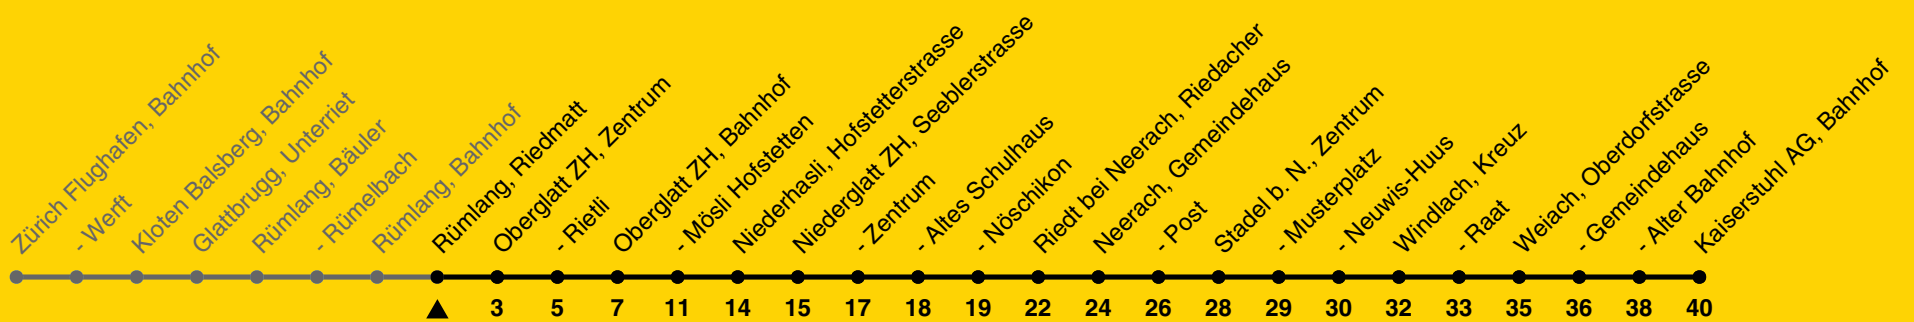 Zürich Flughafen, Bahnhof
- Werft
Kloten Balsberg, Bahnhof
Glattbrugg, Unterriet
Rümlang, Bäuler
- Rümelbach
Rümlang, Bahnhof
Rümlang, Riedmatt
Oberglatt ZH, Zentrum
- Rietli
Oberglatt ZH, Bahnhof
- Mösli Hofstetten
Niederhasli, Hofstetterstrasse
Niederglatt ZH, Seeblerstrasse
- Zentrum
- Altes Schulhaus
- Nöschikon
Riedt bei Neerach, Riedacher
Neerach, Gemeindehaus
- Post
Stadel b. N., Zentrum
- Musterplatz
- Neuwis-Huus
Windlach, Kreuz
- Raat
Weiach, Oberdorfstrasse
- Gemeindehaus
- Alter Bahnhof
Kaiserstuhl AG, Bahnhof
3 5 7 11 14 15 17 18 19 22 24 26 28 29 30 32 33 35 36 38 40